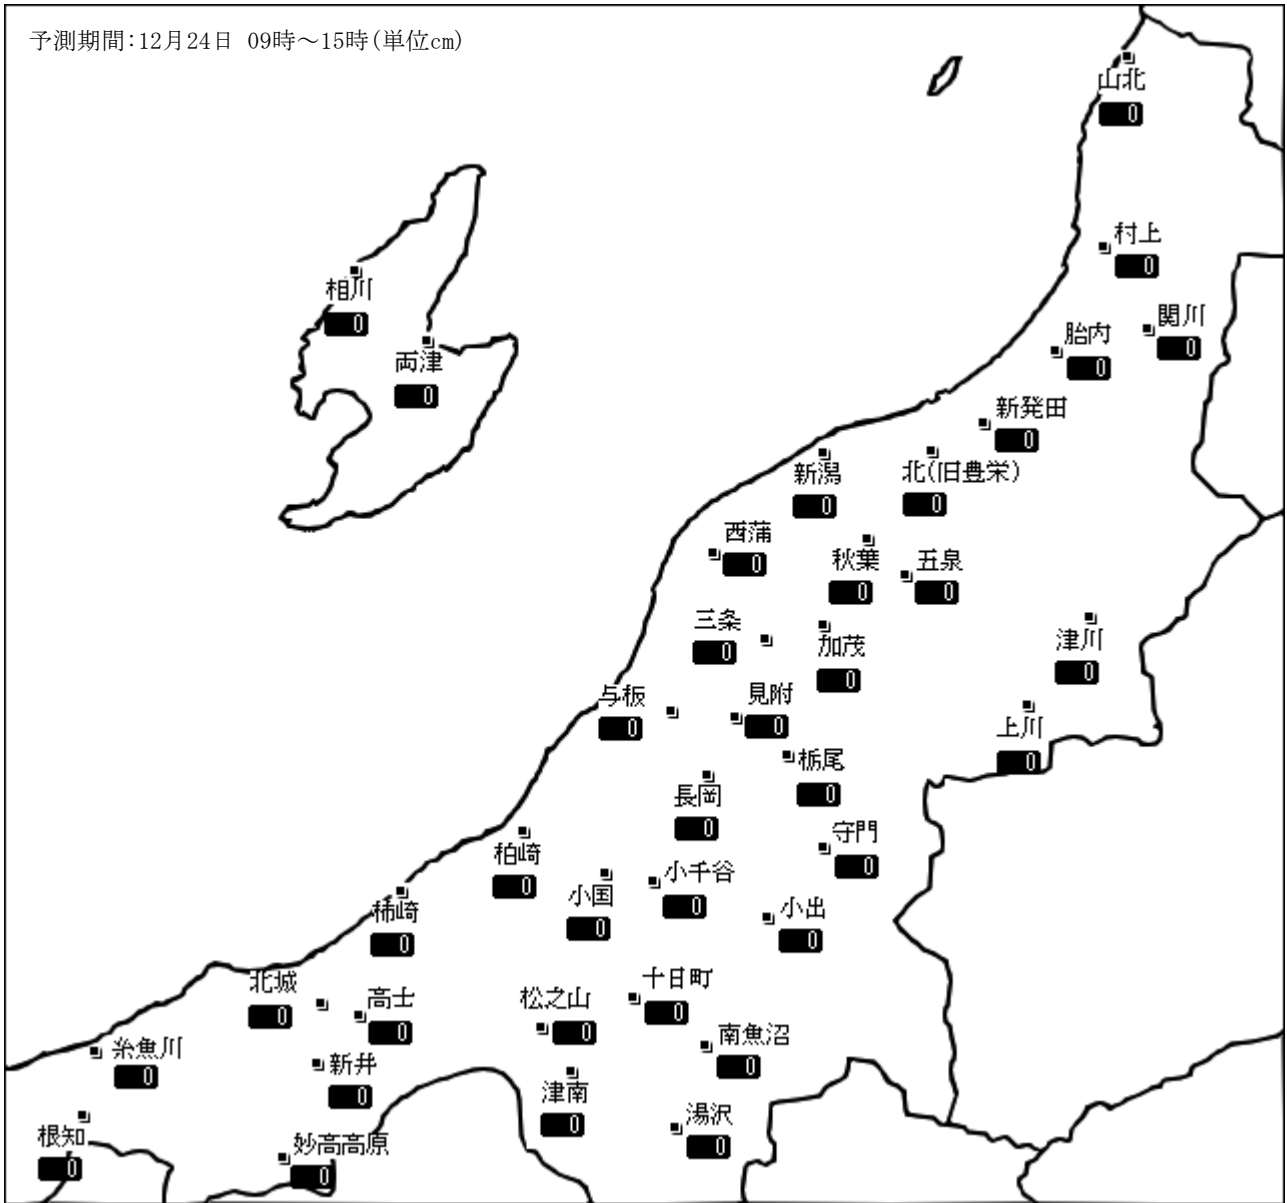 予測期間:12月24日 09時～15時(単位cm)
山北
0
村上
0
相川
0
関川
0
胎内
0
両津
0
新発田
0
新潟
0
北(旧豊栄)
0
西蒲
0
秋葉
0
五泉
0
三条
0
加茂
0
津川
0
与板
0
見附
0
上川
0
栃尾
0
長岡
0
守門
0
柏崎
0
小国
0
小千谷
0
小出
0
柿崎
0
北城
0
高士
0
松之山
0
十日町
0
糸魚川
0
新井
0
南魚沼
0
津南
0
湯沢
0
根知
0
妙高高原
0